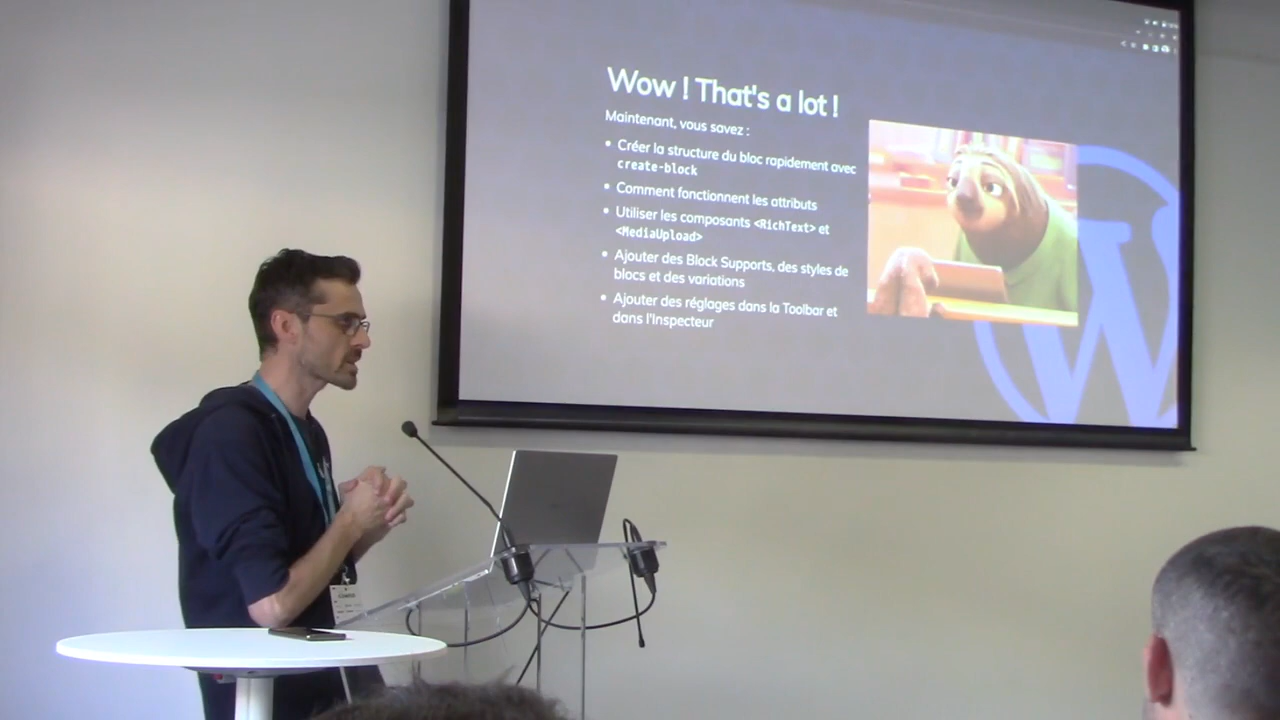 Wow ! That's a lot !
Maintenant, vous savez :
• Créer la structure du bloc rapidement avec
create-block
• Comment fonctionnent les attributs
• Utiliser les composants <RichText> et
<MediaUpload>
• Ajouter des Block Supports, des styles de
blocs et des variations
• Ajouter des réglages dans la Toolbar et
dans l'Inspecteur